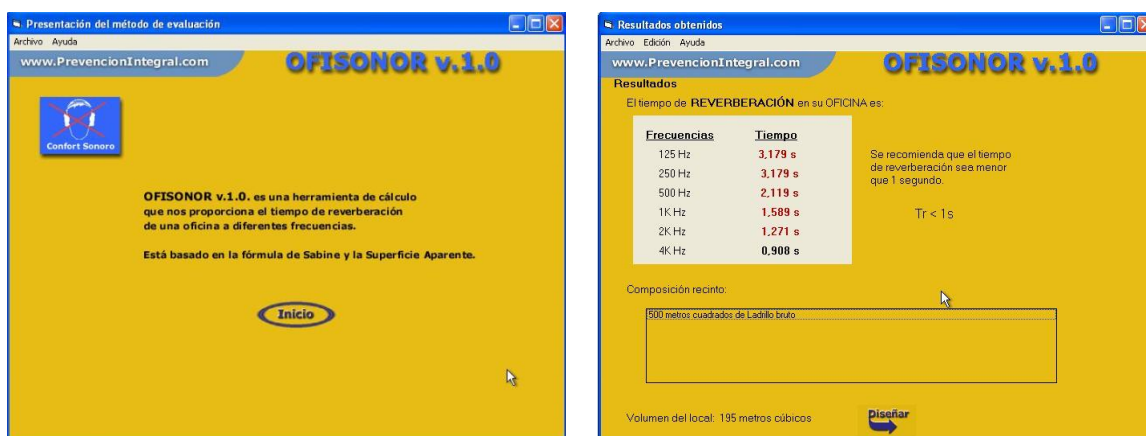 Presentación del método de evaluación
Archivo Ayuda
www.PrevencionIntegral.com
OFISONOR v.1.0
Confort Sonoro
OFISONOR v.1.0. es una herramienta de cálculo
que nos proporciona el tiempo de reverberación
de una oficina a diferentes frecuencias.
Está basado en la fórmula de Sabine y la Superficie Aparente.
Inicio
Resultados obtenidos
Archivo Edición Ayuda
www.PrevencionIntegral.com
OFISONOR v.1.0
Resultados
El tiempo de REVERBERACIÓN en su OFICINA es:
Frecuencias Tiempo
125 Hz 3,179 s
250 Hz 3,179 s
500 Hz 2,119 s
1K Hz 1,589 s
2K Hz 1,271 s
4K Hz 0,908 s
Se recomienda que el tiempo
de reverberación sea menor
que 1 segundo.
Tr < 1s
Composición recinto:
500 metros cuadrados de Ladrillo bruto
Volumen del local: 195 metros cúbicos
Diseñar